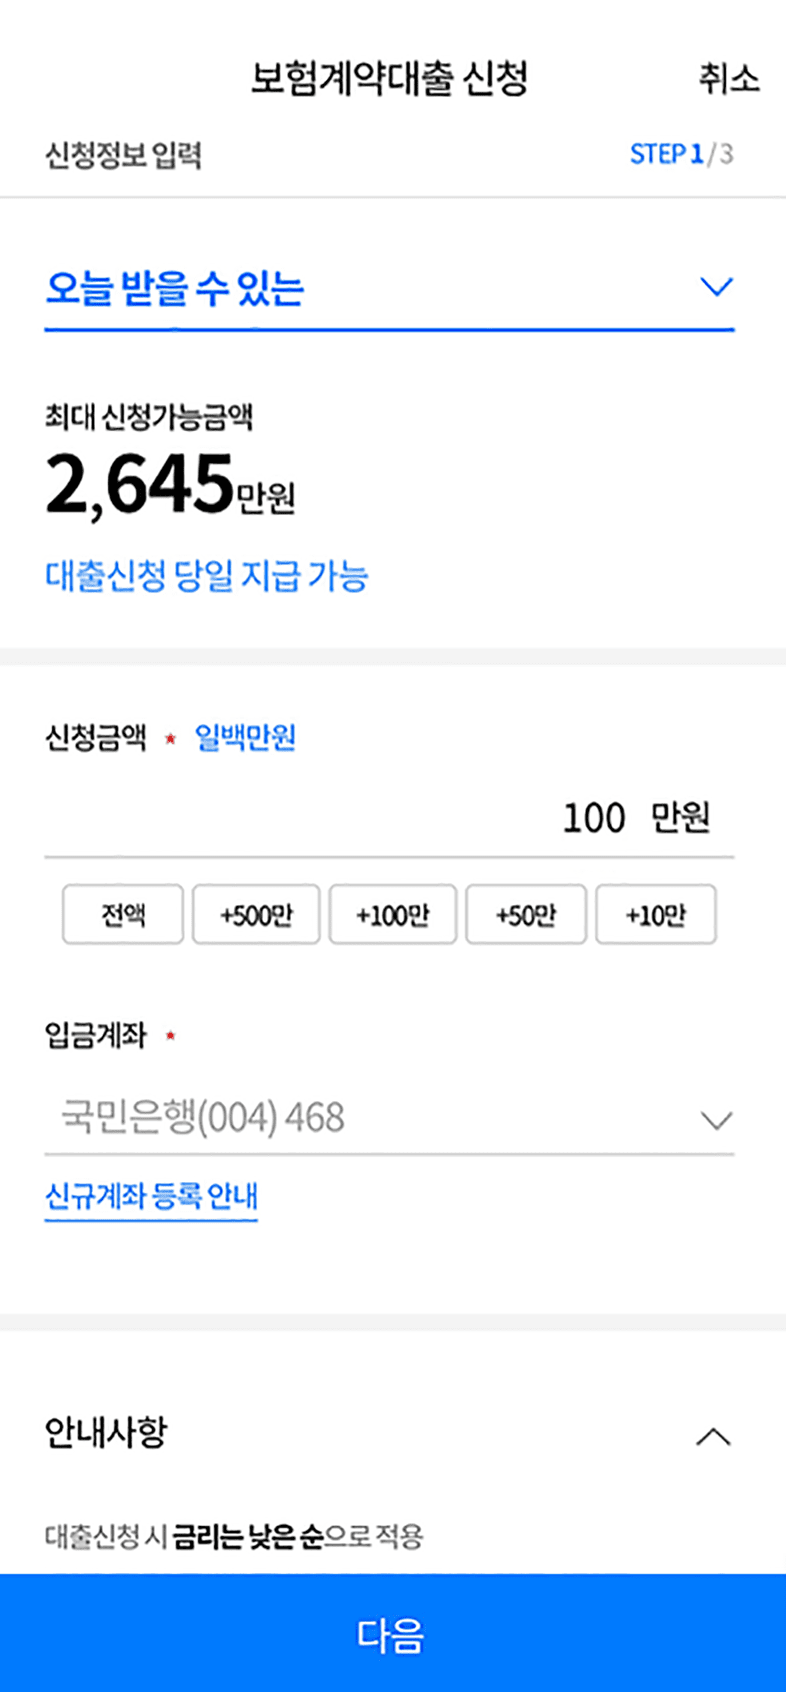 보험계약대출 신청
취소
신청정보 입력
STEP 1/3
오늘 받을 수 있는
최대 신청가능금액
2,645만원
대출신청 당일 지급 가능
신청금액 * 일백만원
100 만원
전액 +500만 +100만 +50만 +10만
입금계좌 *
국민은행(004) 468
신규계좌 등록 안내
안내사항
대출신청 시 금리는 낮은 순으로 적용
다음